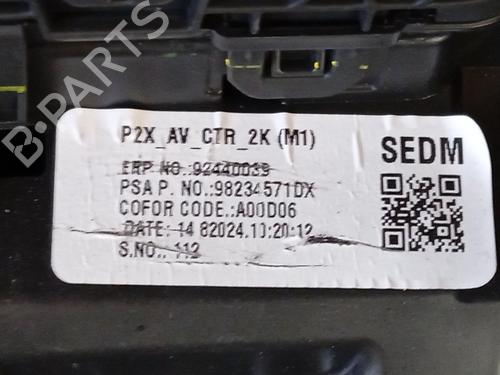 B-PARTS
P2X_AV_CTR_2K (M1)
SEDM
ERP NO.:92440039
PSA P. NO.:98234571DX
COFOR CODE.:A00D06
DATE: 14 82024.10:20:12
S.NO.: 112